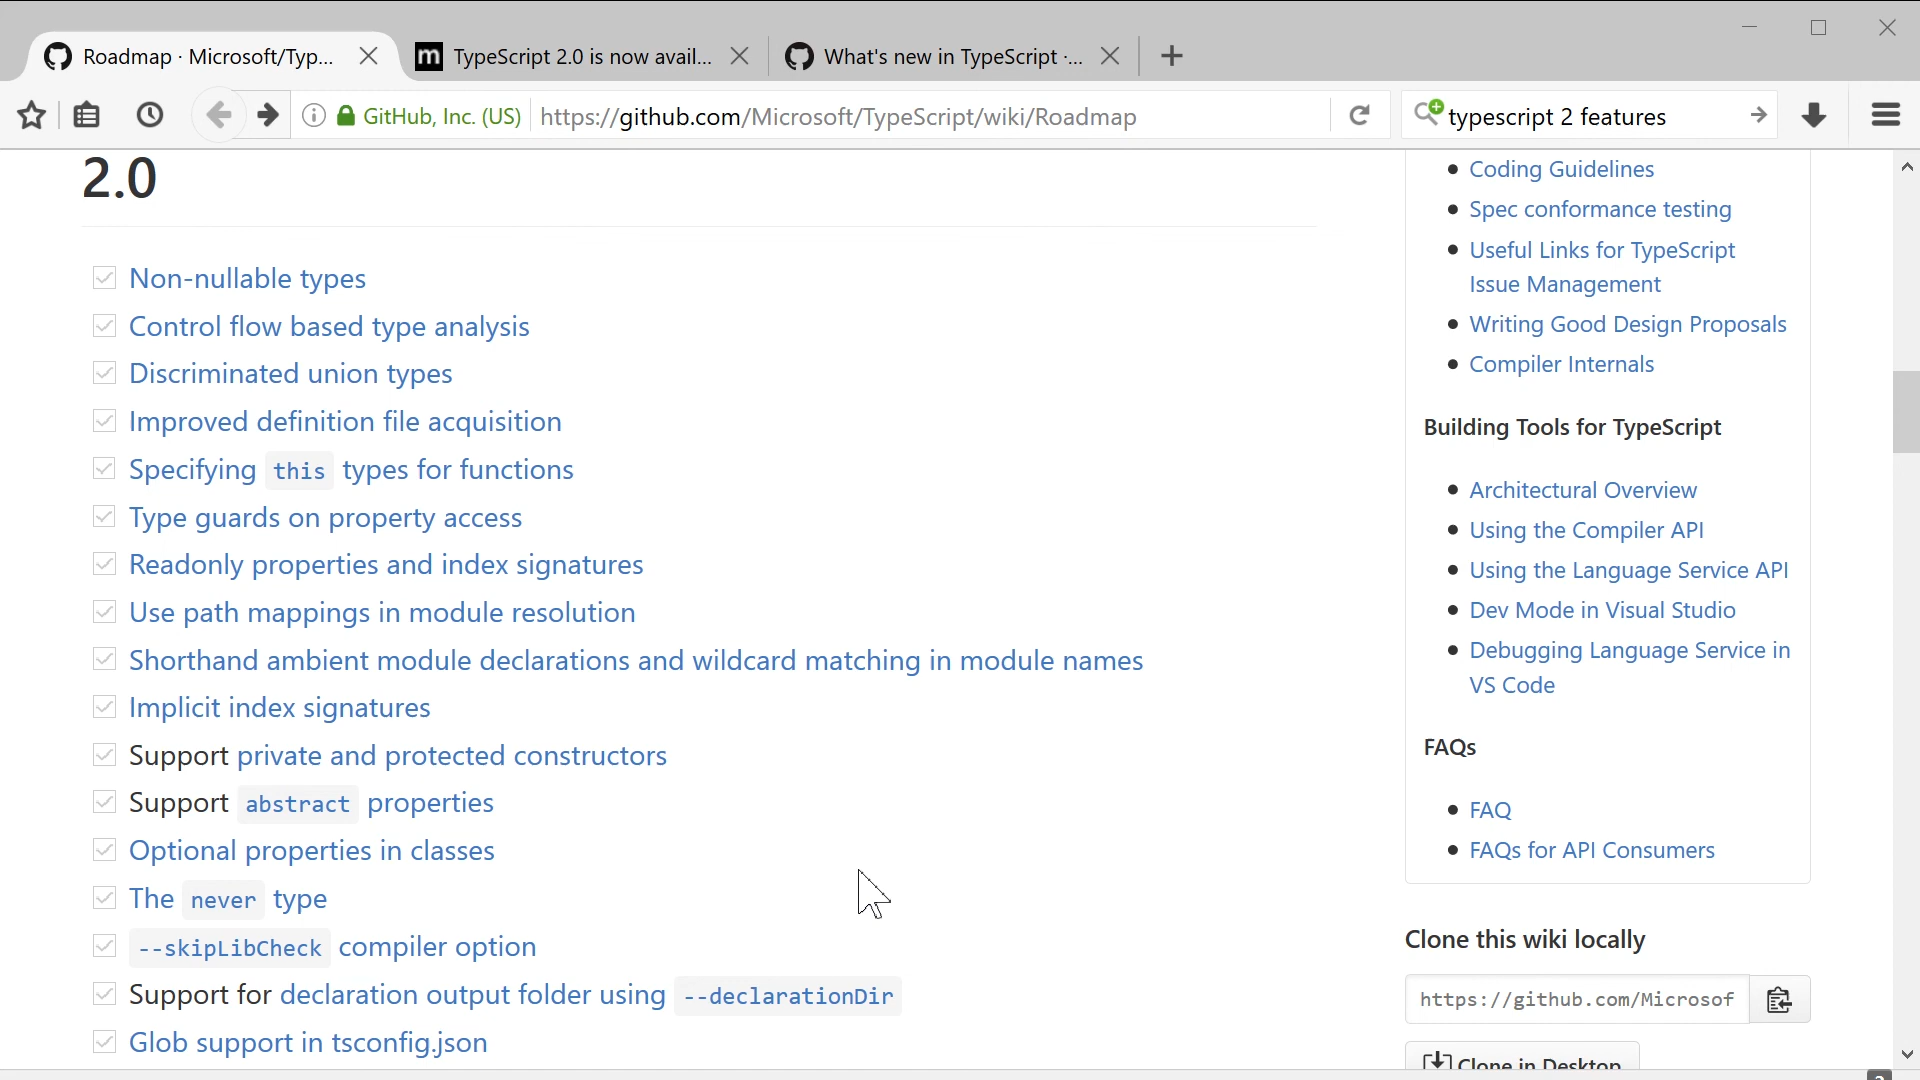 Roadmap · Microsoft/Typ...
TypeScript 2.0 is now avail...
What's new in TypeScript ·...
GitHub, Inc. (US)
https://github.com/Microsoft/TypeScript/wiki/Roadmap
typescript 2 features
2.0
Non-nullable types
Control flow based type analysis
Discriminated union types
Improved definition file acquisition
Specifying this types for functions
Type guards on property access
Readonly properties and index signatures
Use path mappings in module resolution
Shorthand ambient module declarations and wildcard matching in module names
Implicit index signatures
Support private and protected constructors
Support abstract properties
Optional properties in classes
The never type
--skipLibCheck compiler option
Support for declaration output folder using --declarationDir
Glob support in tsconfig.json
Coding Guidelines
Spec conformance testing
Useful Links for TypeScript
Issue Management
Writing Good Design Proposals
Compiler Internals
Building Tools for TypeScript
Architectural Overview
Using the Compiler API
Using the Language Service API
Dev Mode in Visual Studio
Debugging Language Service in
VS Code
FAQs
FAQ
FAQs for API Consumers
Clone this wiki locally
https://github.com/Microsof
Clone in Desktop